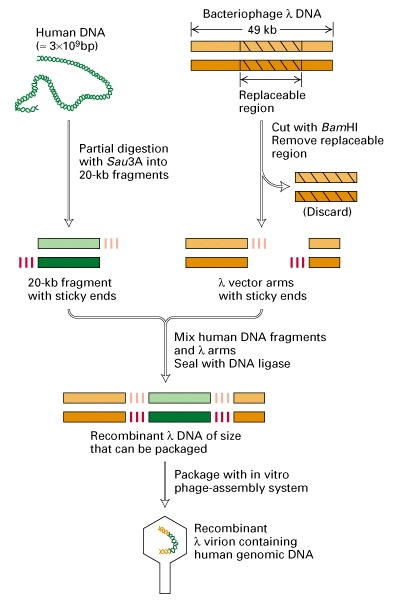 Human DNA
(≃ 3×10⁹bp)
Bacteriophage λ DNA
49 kb
Replaceable
region
Partial digestion
with Sau3A into
20-kb fragments
Cut with BamHI
Remove replaceable
region
(Discard)
20-kb fragment
with sticky ends
λ vector arms
with sticky ends
Mix human DNA fragments
and λ arms
Seal with DNA ligase
Recombinant λ DNA of size
that can be packaged
Package with in vitro
phage-assembly system
Recombinant
λ virion containing
human genomic DNA